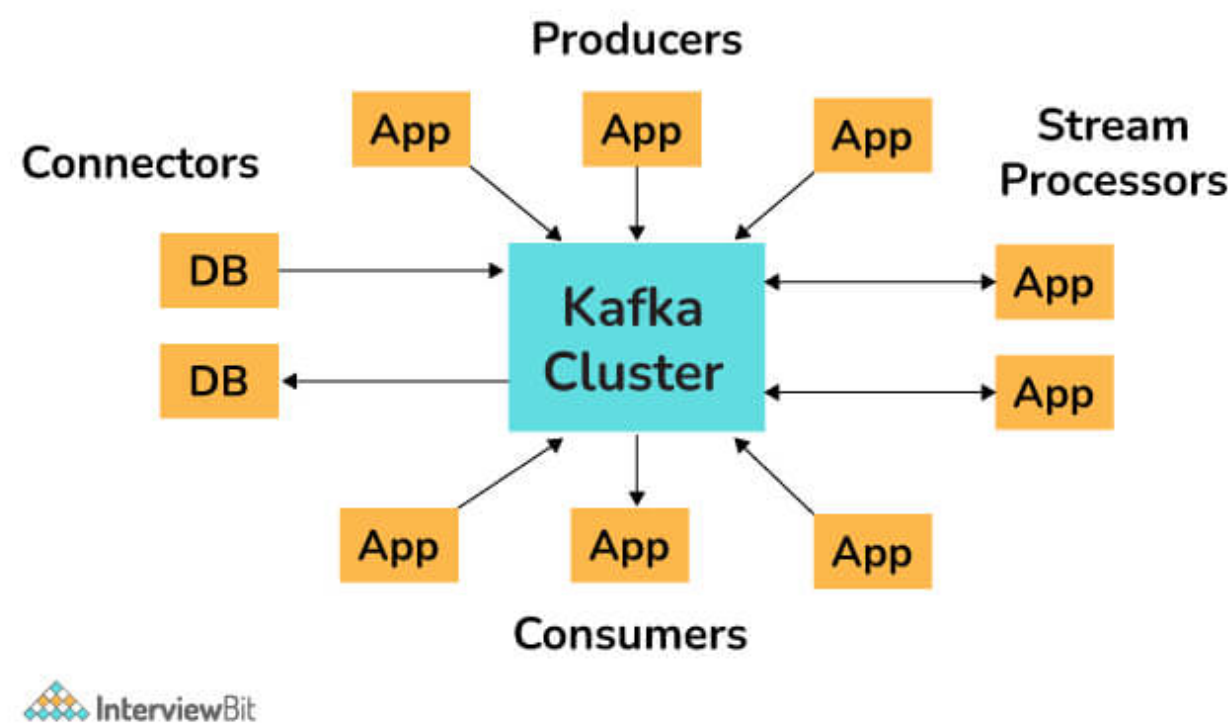 Producers
App
App
App
Stream
Processors
Connectors
DB
DB
Kafka
Cluster
App
App
App
App
App
Consumers
InterviewBit